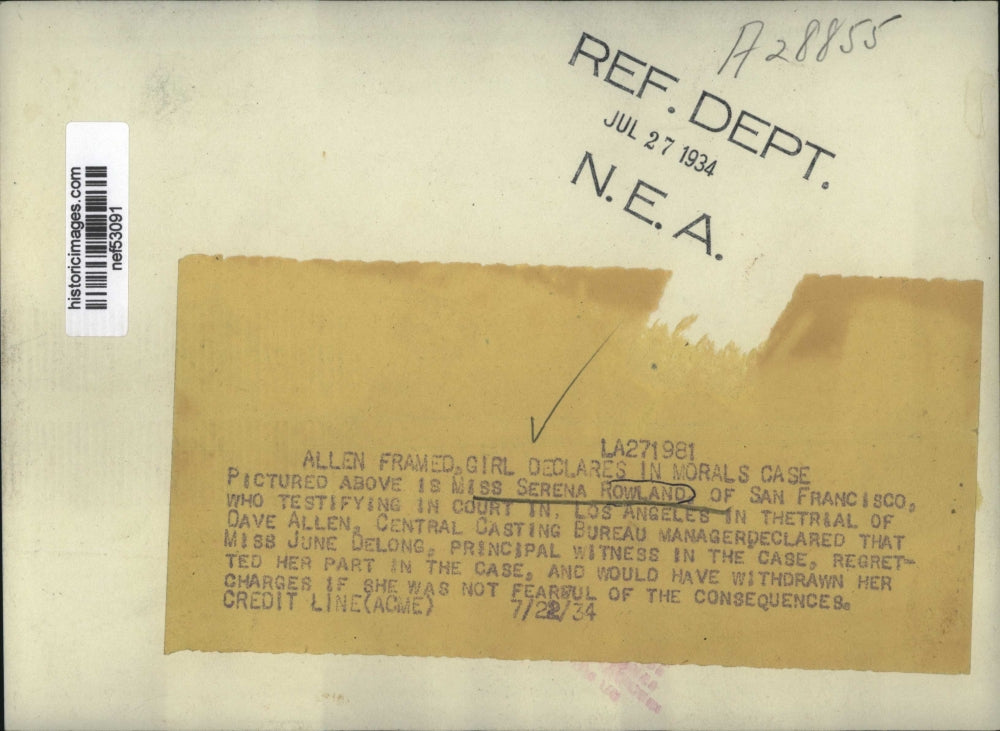 A28855
REF. DEPT.
JUL 27 1934
N. E. A.
historicimages.com
nef53091
LA271981
ALLEN FRAMED, GIRL DECLARES IN MORALS CASE
PICTURED ABOVE IS MISS SERENA ROWLAND, OF SAN FRANCISCO,
WHO TESTIFYING IN COURT IN, LOS ANGELES IN THETRIAL OF
DAVE ALLEN, CENTRAL CASTING BUREAU MANAGERDECLARED THAT
MISS JUNE DELONG, PRINCIPAL WITNESS IN THE CASE, REGRET-
TED HER PART IN THE CASE, AND WOULD HAVE WITHDRAWN HER
CHARGES IF SHE WAS NOT FEARFUL OF THE CONSEQUENCES.
CREDIT LINE(ACME) 7/22/34